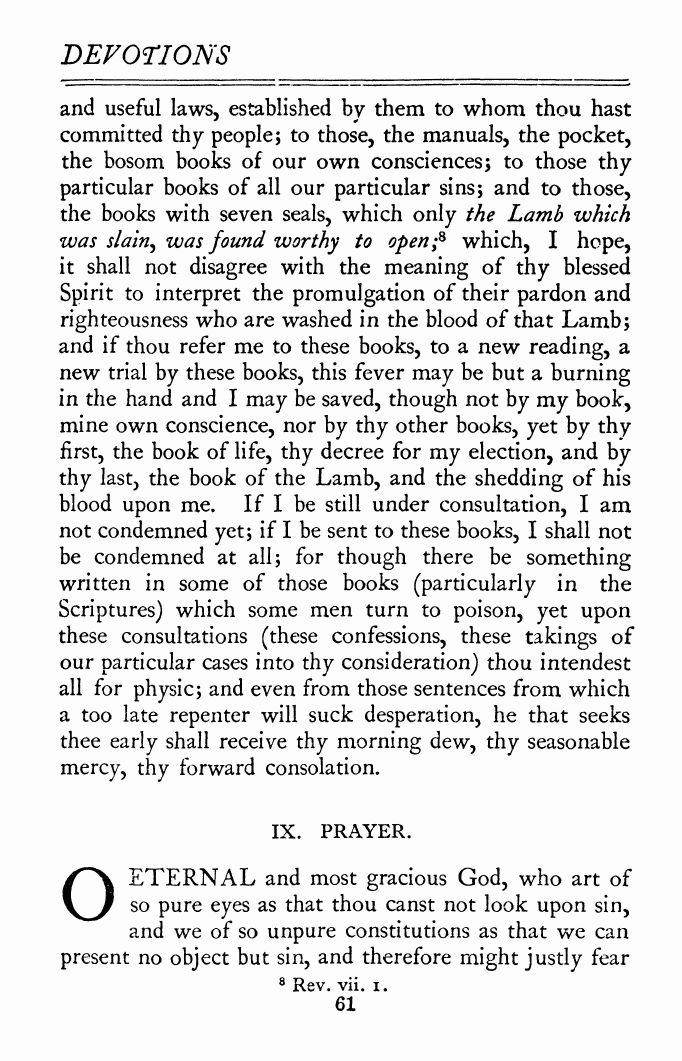 DEVOTIONS
and useful laws, established by them to whom thou hast
committed thy people; to those, the manuals, the pocket,
the bosom books of our own consciences; to those thy
particular books of all our particular sins; and to those,
the books with seven seals, which only the Lamb which
was slain, was found worthy to open;⁸ which, I hope,
it shall not disagree with the meaning of thy blessed
Spirit to interpret the promulgation of their pardon and
righteousness who are washed in the blood of that Lamb;
and if thou refer me to these books, to a new reading, a
new trial by these books, this fever may be but a burning
in the hand and I may be saved, though not by my book,
mine own conscience, nor by thy other books, yet by thy
first, the book of life, thy decree for my election, and by
thy last, the book of the Lamb, and the shedding of his
blood upon me. If I be still under consultation, I am
not condemned yet; if I be sent to these books, I shall not
be condemned at all; for though there be something
written in some of those books (particularly in the
Scriptures) which some men turn to poison, yet upon
these consultations (these confessions, these takings of
our particular cases into thy consideration) thou intendest
all for physic; and even from those sentences from which
a too late repenter will suck desperation, he that seeks
thee early shall receive thy morning dew, thy seasonable
mercy, thy forward consolation.
IX. PRAYER.
O ETERNAL and most gracious God, who art of
so pure eyes as that thou canst not look upon sin,
and we of so unpure constitutions as that we can
present no object but sin, and therefore might justly fear
⁸ Rev. vii. 1.
61